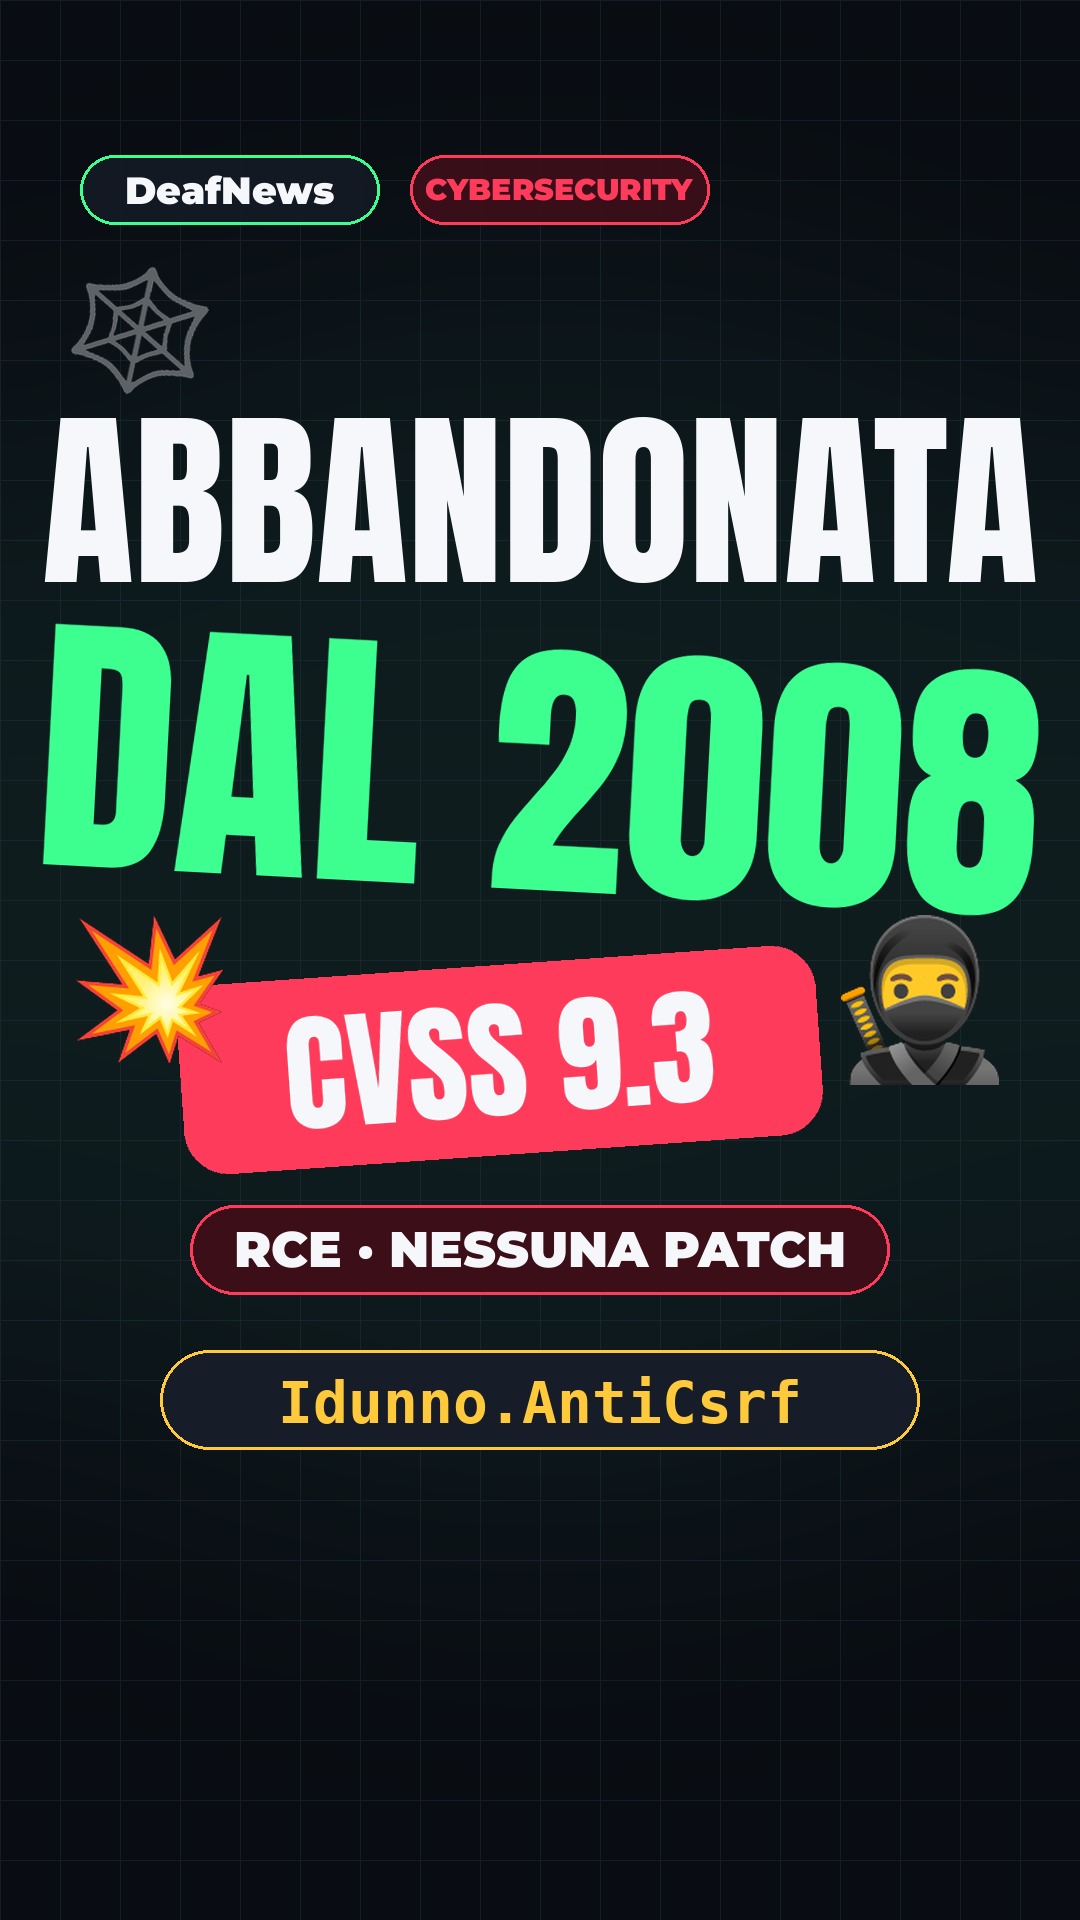 DeafNews
CYBERSECURITY
ABBANDONATA
DAL 2008
CVSS 9.3
RCE • NESSUNA PATCH
Idunno.AntiCsrf